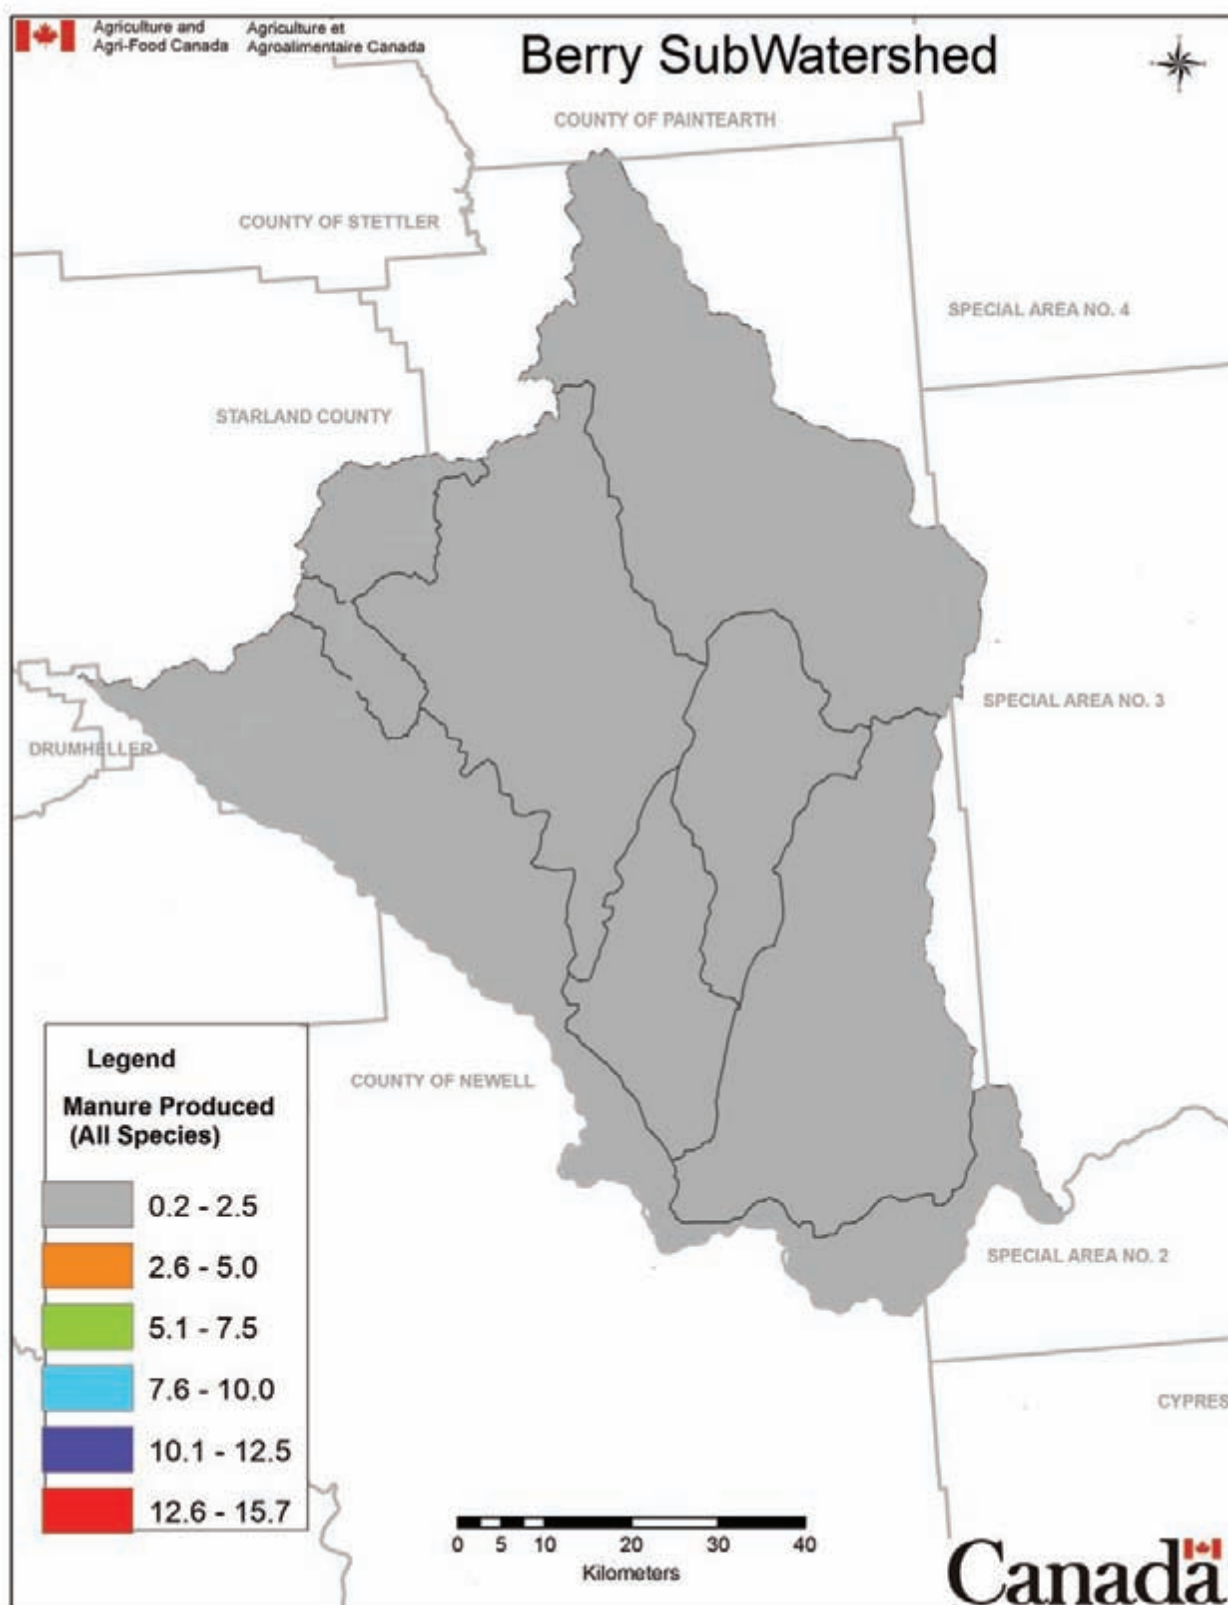 Agriculture and Agriculture et
Agri-Food Canada Agroalimentaire Canada
Berry SubWatershed
COUNTY OF PAINTEARTH
COUNTY OF STETTLER
SPECIAL AREA NO. 4
STARLAND COUNTY
SPECIAL AREA NO. 3
DRUMHELLER
COUNTY OF NEWELL
SPECIAL AREA NO. 2
CYPRES
Legend
Manure Produced
(All Species)
0.2 - 2.5
2.6 - 5.0
5.1 - 7.5
7.6 - 10.0
10.1 - 12.5
12.6 - 15.7
0 5 10 20 30 40
Kilometers
Canada